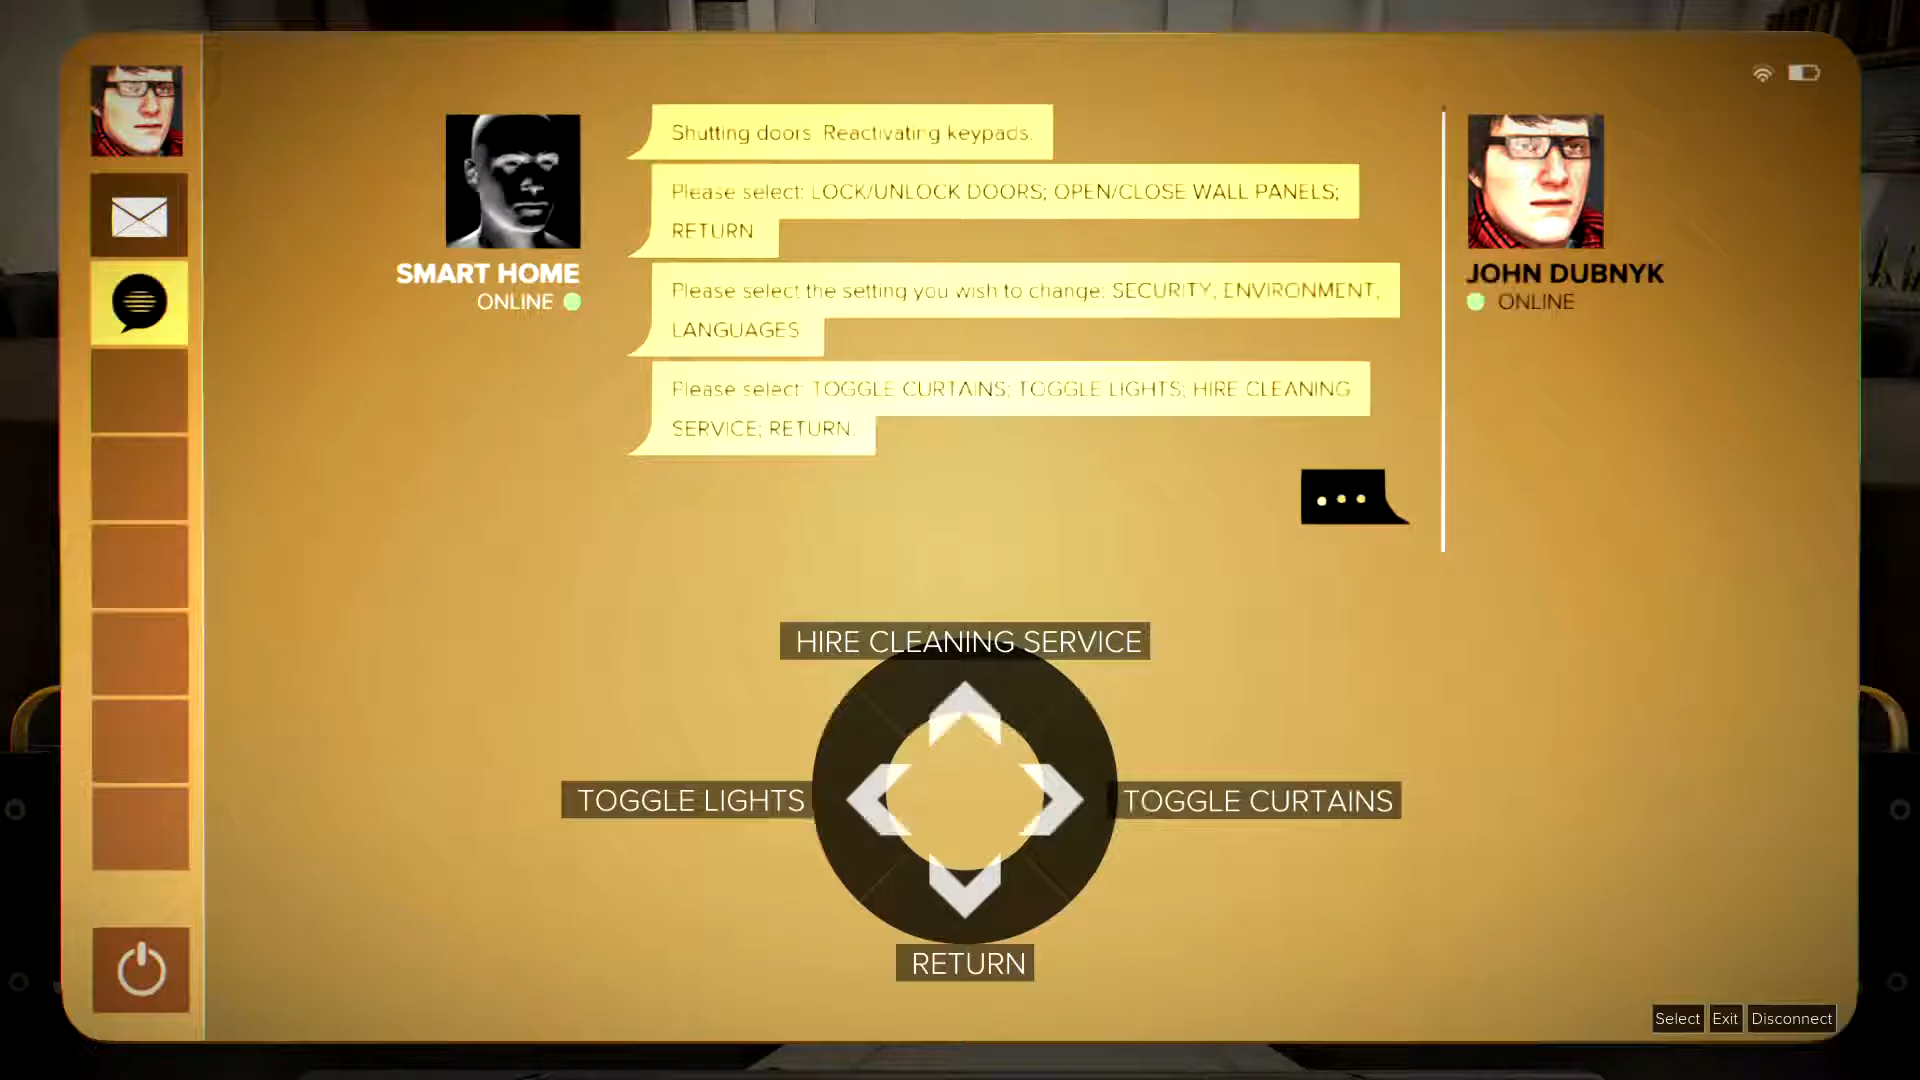 Shutting doors. Reactivating keypads.
Please select: LOCK/UNLOCK DOORS; OPEN/CLOSE WALL PANELS;
RETURN
Please select the setting you wish to change: SECURITY, ENVIRONMENT,
LANGUAGES
Please select: TOGGLE CURTAINS; TOGGLE LIGHTS; HIRE CLEANING
SERVICE; RETURN.
SMART HOME
ONLINE
JOHN DUBNYK
ONLINE
HIRE CLEANING SERVICE
TOGGLE LIGHTS
TOGGLE CURTAINS
RETURN
Select Exit Disconnect